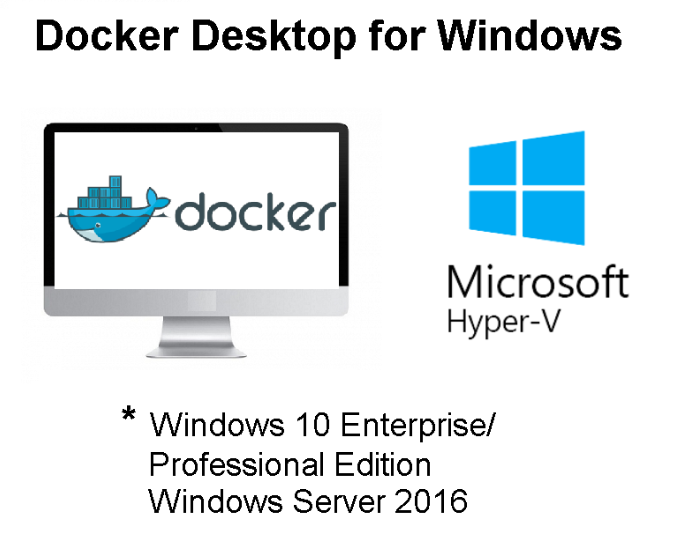 Docker Desktop for Windows
docker
Microsoft
Hyper-V
* Windows 10 Enterprise/
Professional Edition
Windows Server 2016